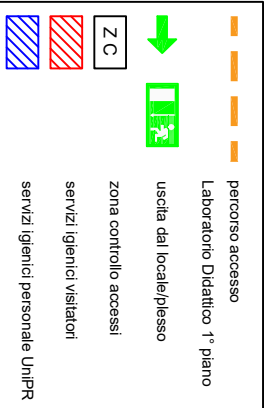 percorso accesso
Laboratorio Didattico 1° piano
uscita dal locale/plesso
Z C
zona controllo accessi
servizi igienici visitatori
servizi igienici personale UniPR